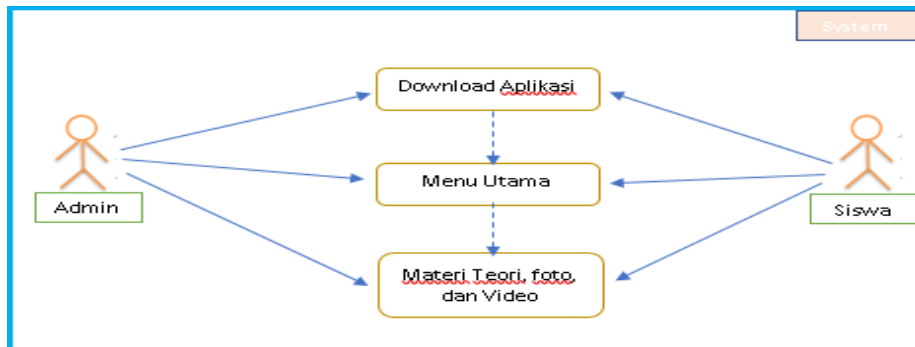 System
Download Aplikasi
Menu Utama
Admin
Siswa
Materi Teori, foto,
dan Video